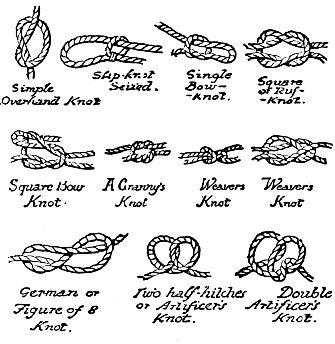 Simple
Overhand Knot
Slip-knot
Seized.
Single
Bow-
-knot.
Square
or Ruf-
-Knot.
Square Bow
Knot.
A Granny's
Knot
Weavers
Knot
Weavers
Knot
German or
Figure of 8
Knot.
Two half-hitches
or Artificer's
Knot.
Double
Artificer's
Knot.